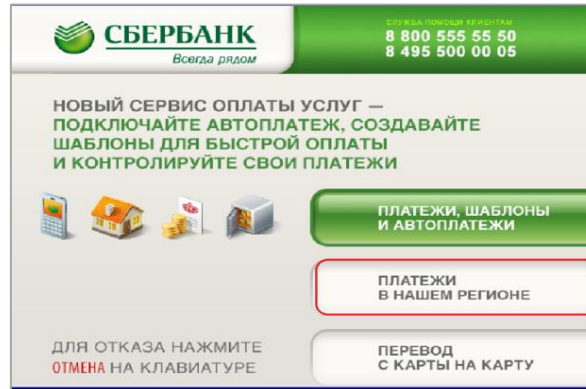 СБЕРБАНК
Всегда рядом
СЛУЖБА ПОМОЩИ КЛИЕНТАМ
8 800 555 55 50
8 495 500 00 05
НОВЫЙ СЕРВИС ОПЛАТЫ УСЛУГ —
ПОДКЛЮЧАЙТЕ АВТОПЛАТЕЖ, СОЗДАВАЙТЕ
ШАБЛОНЫ ДЛЯ БЫСТРОЙ ОПЛАТЫ
И КОНТРОЛИРУЙТЕ СВОИ ПЛАТЕЖИ
ПЛАТЕЖИ, ШАБЛОНЫ
И АВТОПЛАТЕЖИ
ПЛАТЕЖИ
В НАШЕМ РЕГИОНЕ
ДЛЯ ОТКАЗА НАЖМИТЕ
ОТМЕНА НА КЛАВИАТУРЕ
ПЕРЕВОД
С КАРТЫ НА КАРТУ